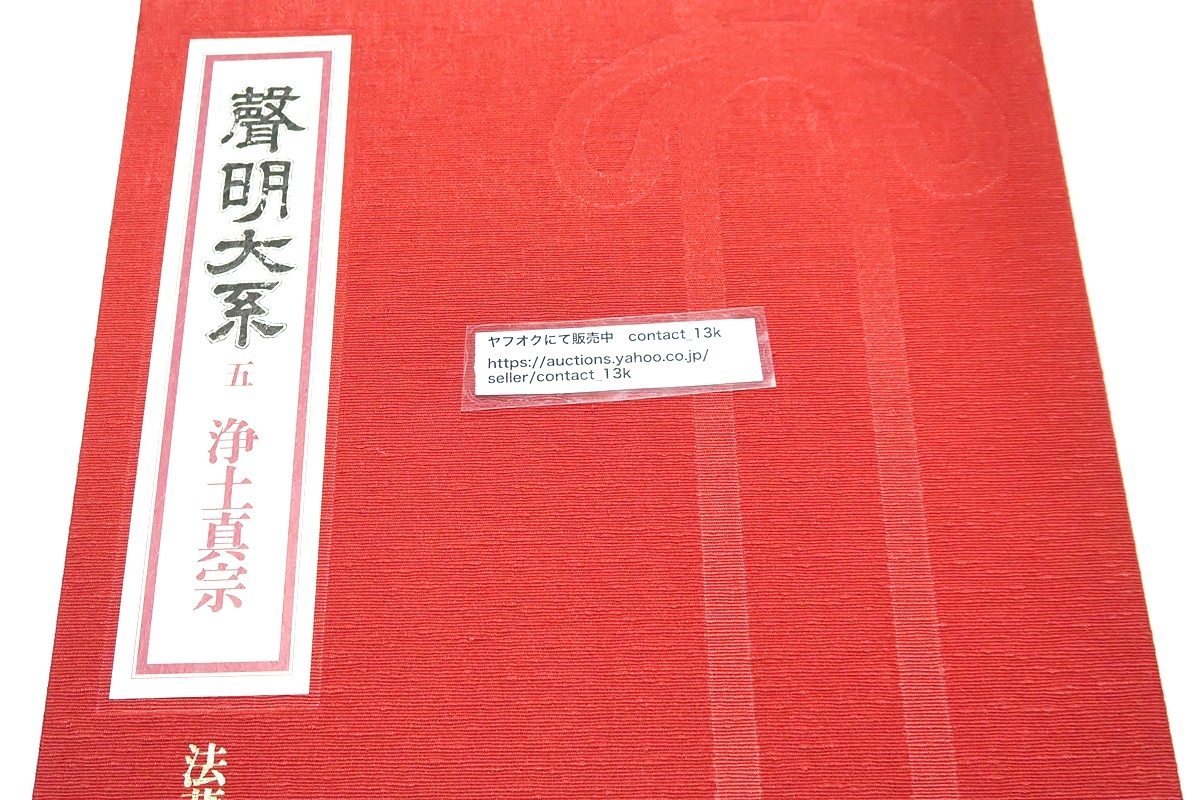 聲明大系
五
浄土真宗
法
ヤフオクにて販売中 contact_13k
https://auctions.yahoo.co.jp/
seller/contact_13k